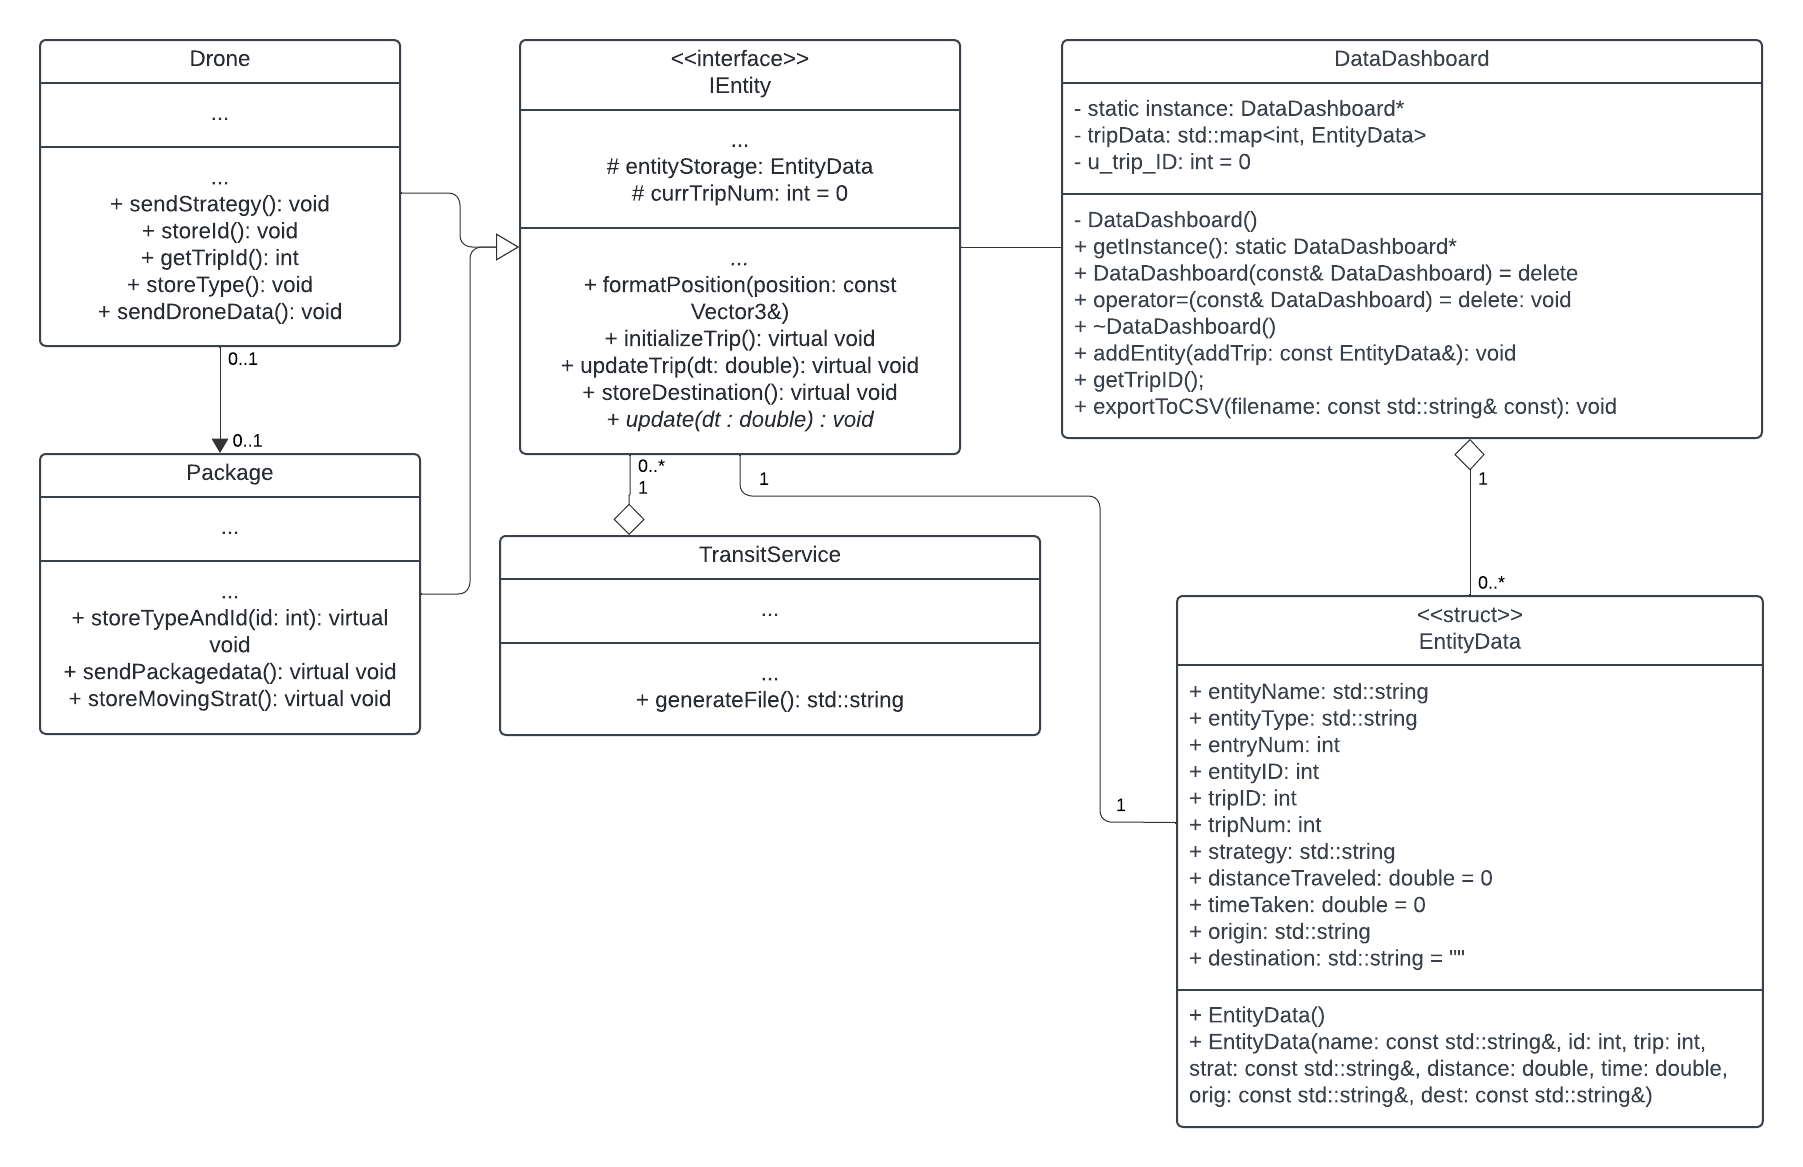 Drone
...
...
+ sendStrategy(): void
+ storeId(): void
+ getTripId(): int
+ storeType(): void
+ sendDroneData(): void
0..1
0..1
Package
...
...
+ storeTypeAndId(id: int): virtual
void
+ sendPackagedata(): virtual void
+ storeMovingStrat(): virtual void
<<interface>>
IEntity
...
# entityStorage: EntityData
# currTripNum: int = 0
...
+ formatPosition(position: const
Vector3&)
+ initializeTrip(): virtual void
+ updateTrip(dt: double): virtual void
+ storeDestination(): virtual void
+ update(dt : double) : void
0..*
1
1
TransitService
...
...
+ generateFile(): std::string
DataDashboard
- static instance: DataDashboard*
- tripData: std::map<int, EntityData>
- u_trip_ID: int = 0
- DataDashboard()
+ getInstance(): static DataDashboard*
+ DataDashboard(const& DataDashboard) = delete
+ operator=(const& DataDashboard) = delete: void
+ ~DataDashboard()
+ addEntity(addTrip: const EntityData&): void
+ getTripID();
+ exportToCSV(filename: const std::string& const): void
1
0..*
1
<<struct>>
EntityData
+ entityName: std::string
+ entityType: std::string
+ entryNum: int
+ entityID: int
+ tripID: int
+ tripNum: int
+ strategy: std::string
+ distanceTraveled: double = 0
+ timeTaken: double = 0
+ origin: std::string
+ destination: std::string = ""
+ EntityData()
+ EntityData(name: const std::string&, id: int, trip: int,
strat: const std::string&, distance: double, time: double,
orig: const std::string&, dest: const std::string&)